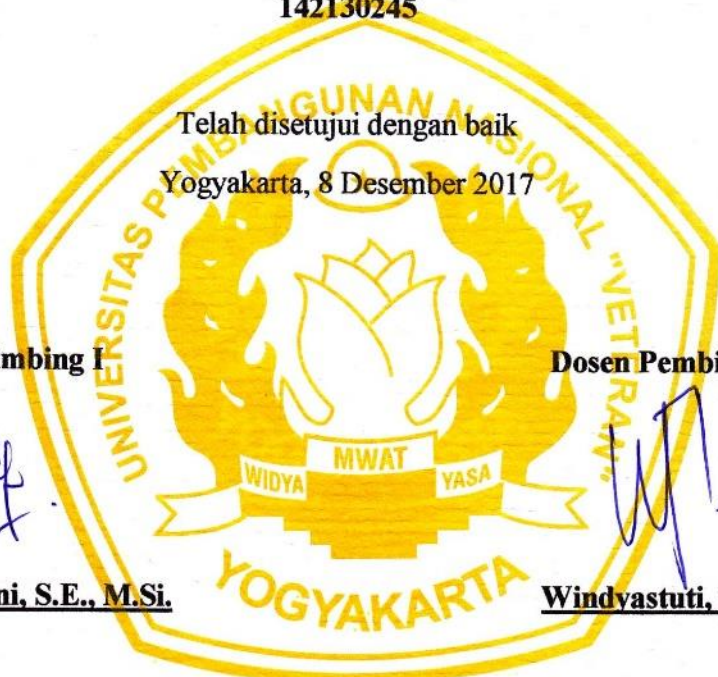 142130245
Telah disetujui dengan baik
Yogyakarta, 8 Desember 2017
UNIVERSITAS PEMBANGUNAN NASIONAL "VETERAN"
mbing I
Dosen Pembi
WIDYA MWAT YASA
YOGYAKARTA
ni, S.E., M.Si.
Windyastuti,